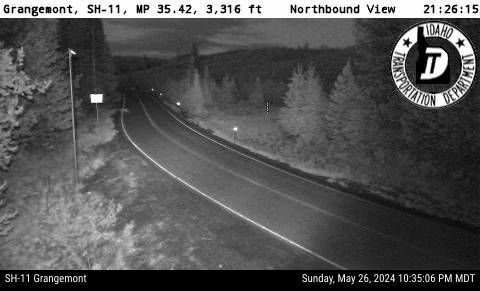 Grangemont, SH-11, MP 35.42, 3,316 ft Northbound View 21:26:15
IDAHO
TRANSPORTATION DEPARTMENT
SH-11 Grangemont Sunday, May 26, 2024 10:35:06 PM MDT